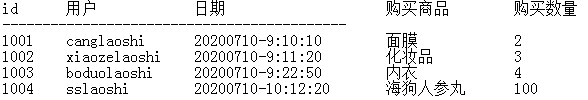 id 用户 日期 购买商品 购买数量
------------------------------------------------
1001 canglaoshi 20200710-9:10:10 面膜 2
1002 xiaozelaoshi 20200710-9:11:20 化妆品 3
1003 boduolaoshi 20200710-9:22:50 内衣 4
1004 sslaoshi 20200710-10:12:20 海狗人参丸 100